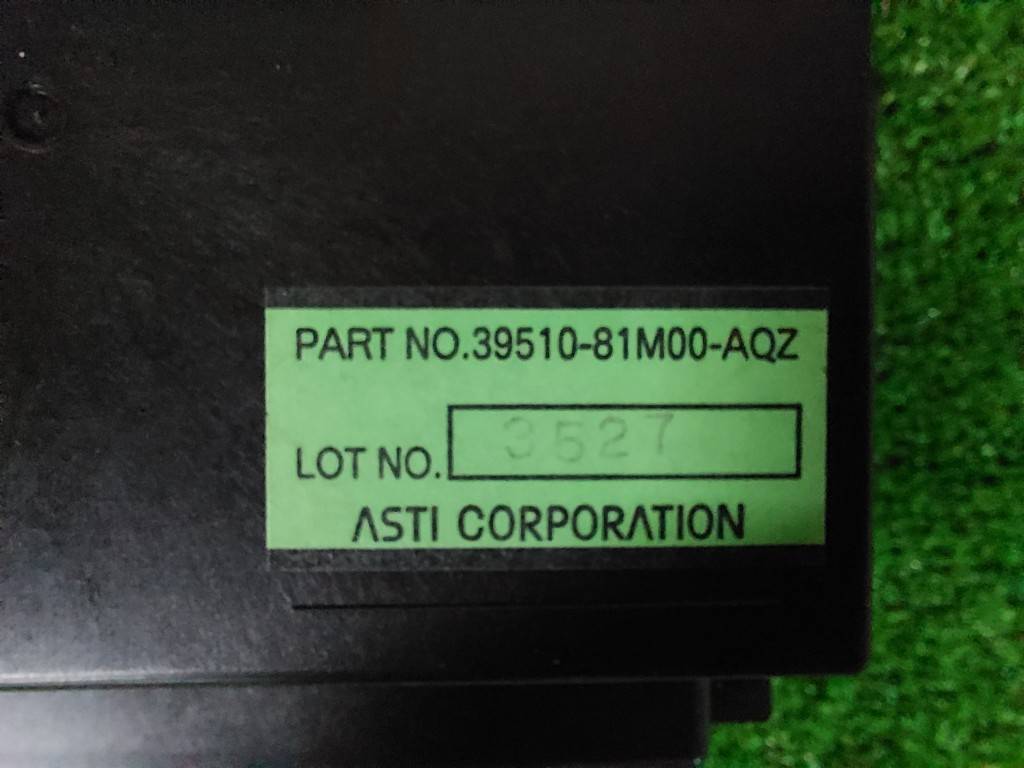 PART NO.39510-81M00-AQZ
LOT NO. 3527
ASTI CORPORATION